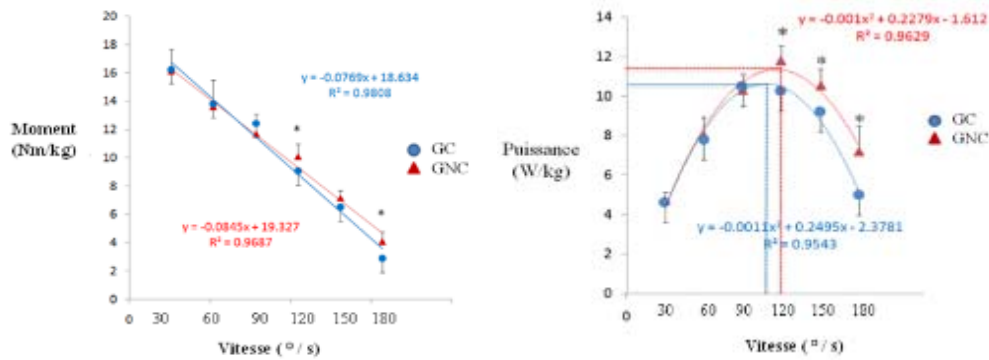 16
14
12
10
8
6
4
2
0
Moment
(Nm/kg)
y = -0.0769x + 18.634
R² = 0.9808
*
*
GC
GNC
y = -0.0845x + 19.327
R² = 0.9687
0 30 60 90 120 150 180
Vitesse ( ° / s)
14
12
10
8
6
4
2
0
Puissance
(W/kg)
y = -0.001x² + 0.2279x - 1.612
R² = 0.9629
*
*
*
GC
GNC
y = -0.0011x² + 0.2495x - 2.3781
R² = 0.9543
0 30 60 90 120 150 180
Vitesse ( ° / s)